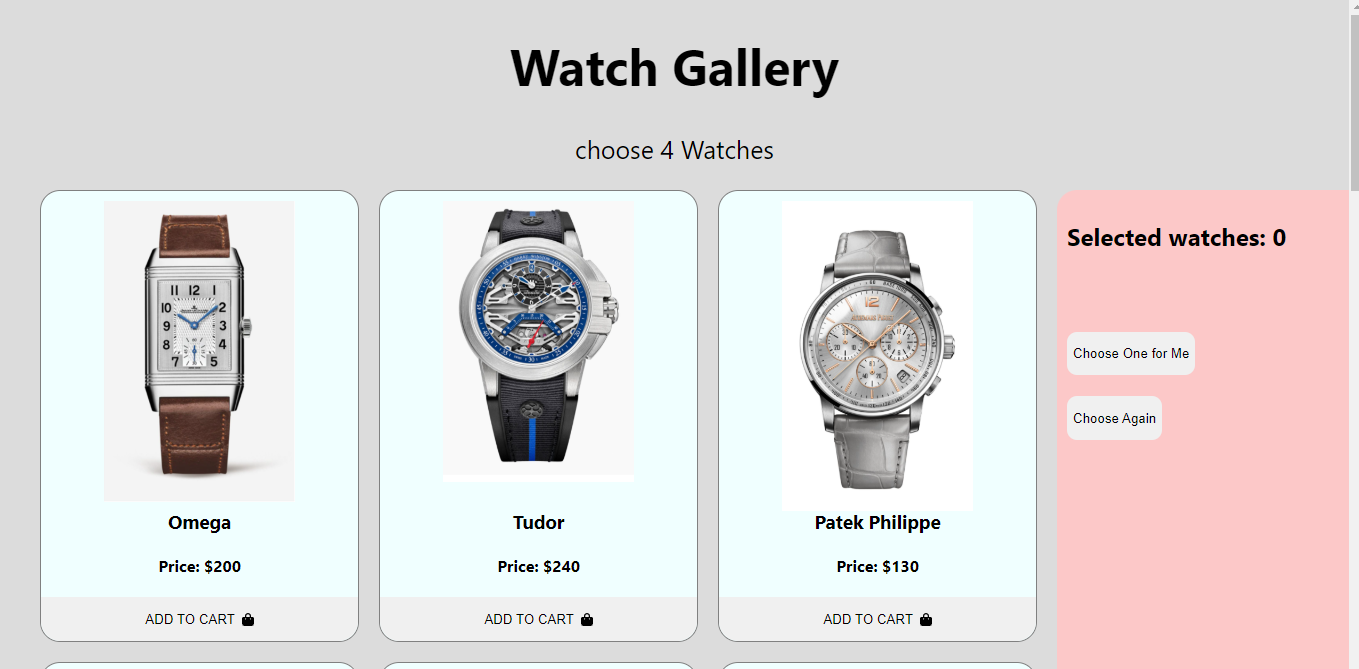 Watch Gallery
choose 4 Watches
Omega
Price: $200
ADD TO CART
Tudor
Price: $240
ADD TO CART
Patek Philippe
Price: $130
ADD TO CART
Selected watches: 0
Choose One for Me
Choose Again